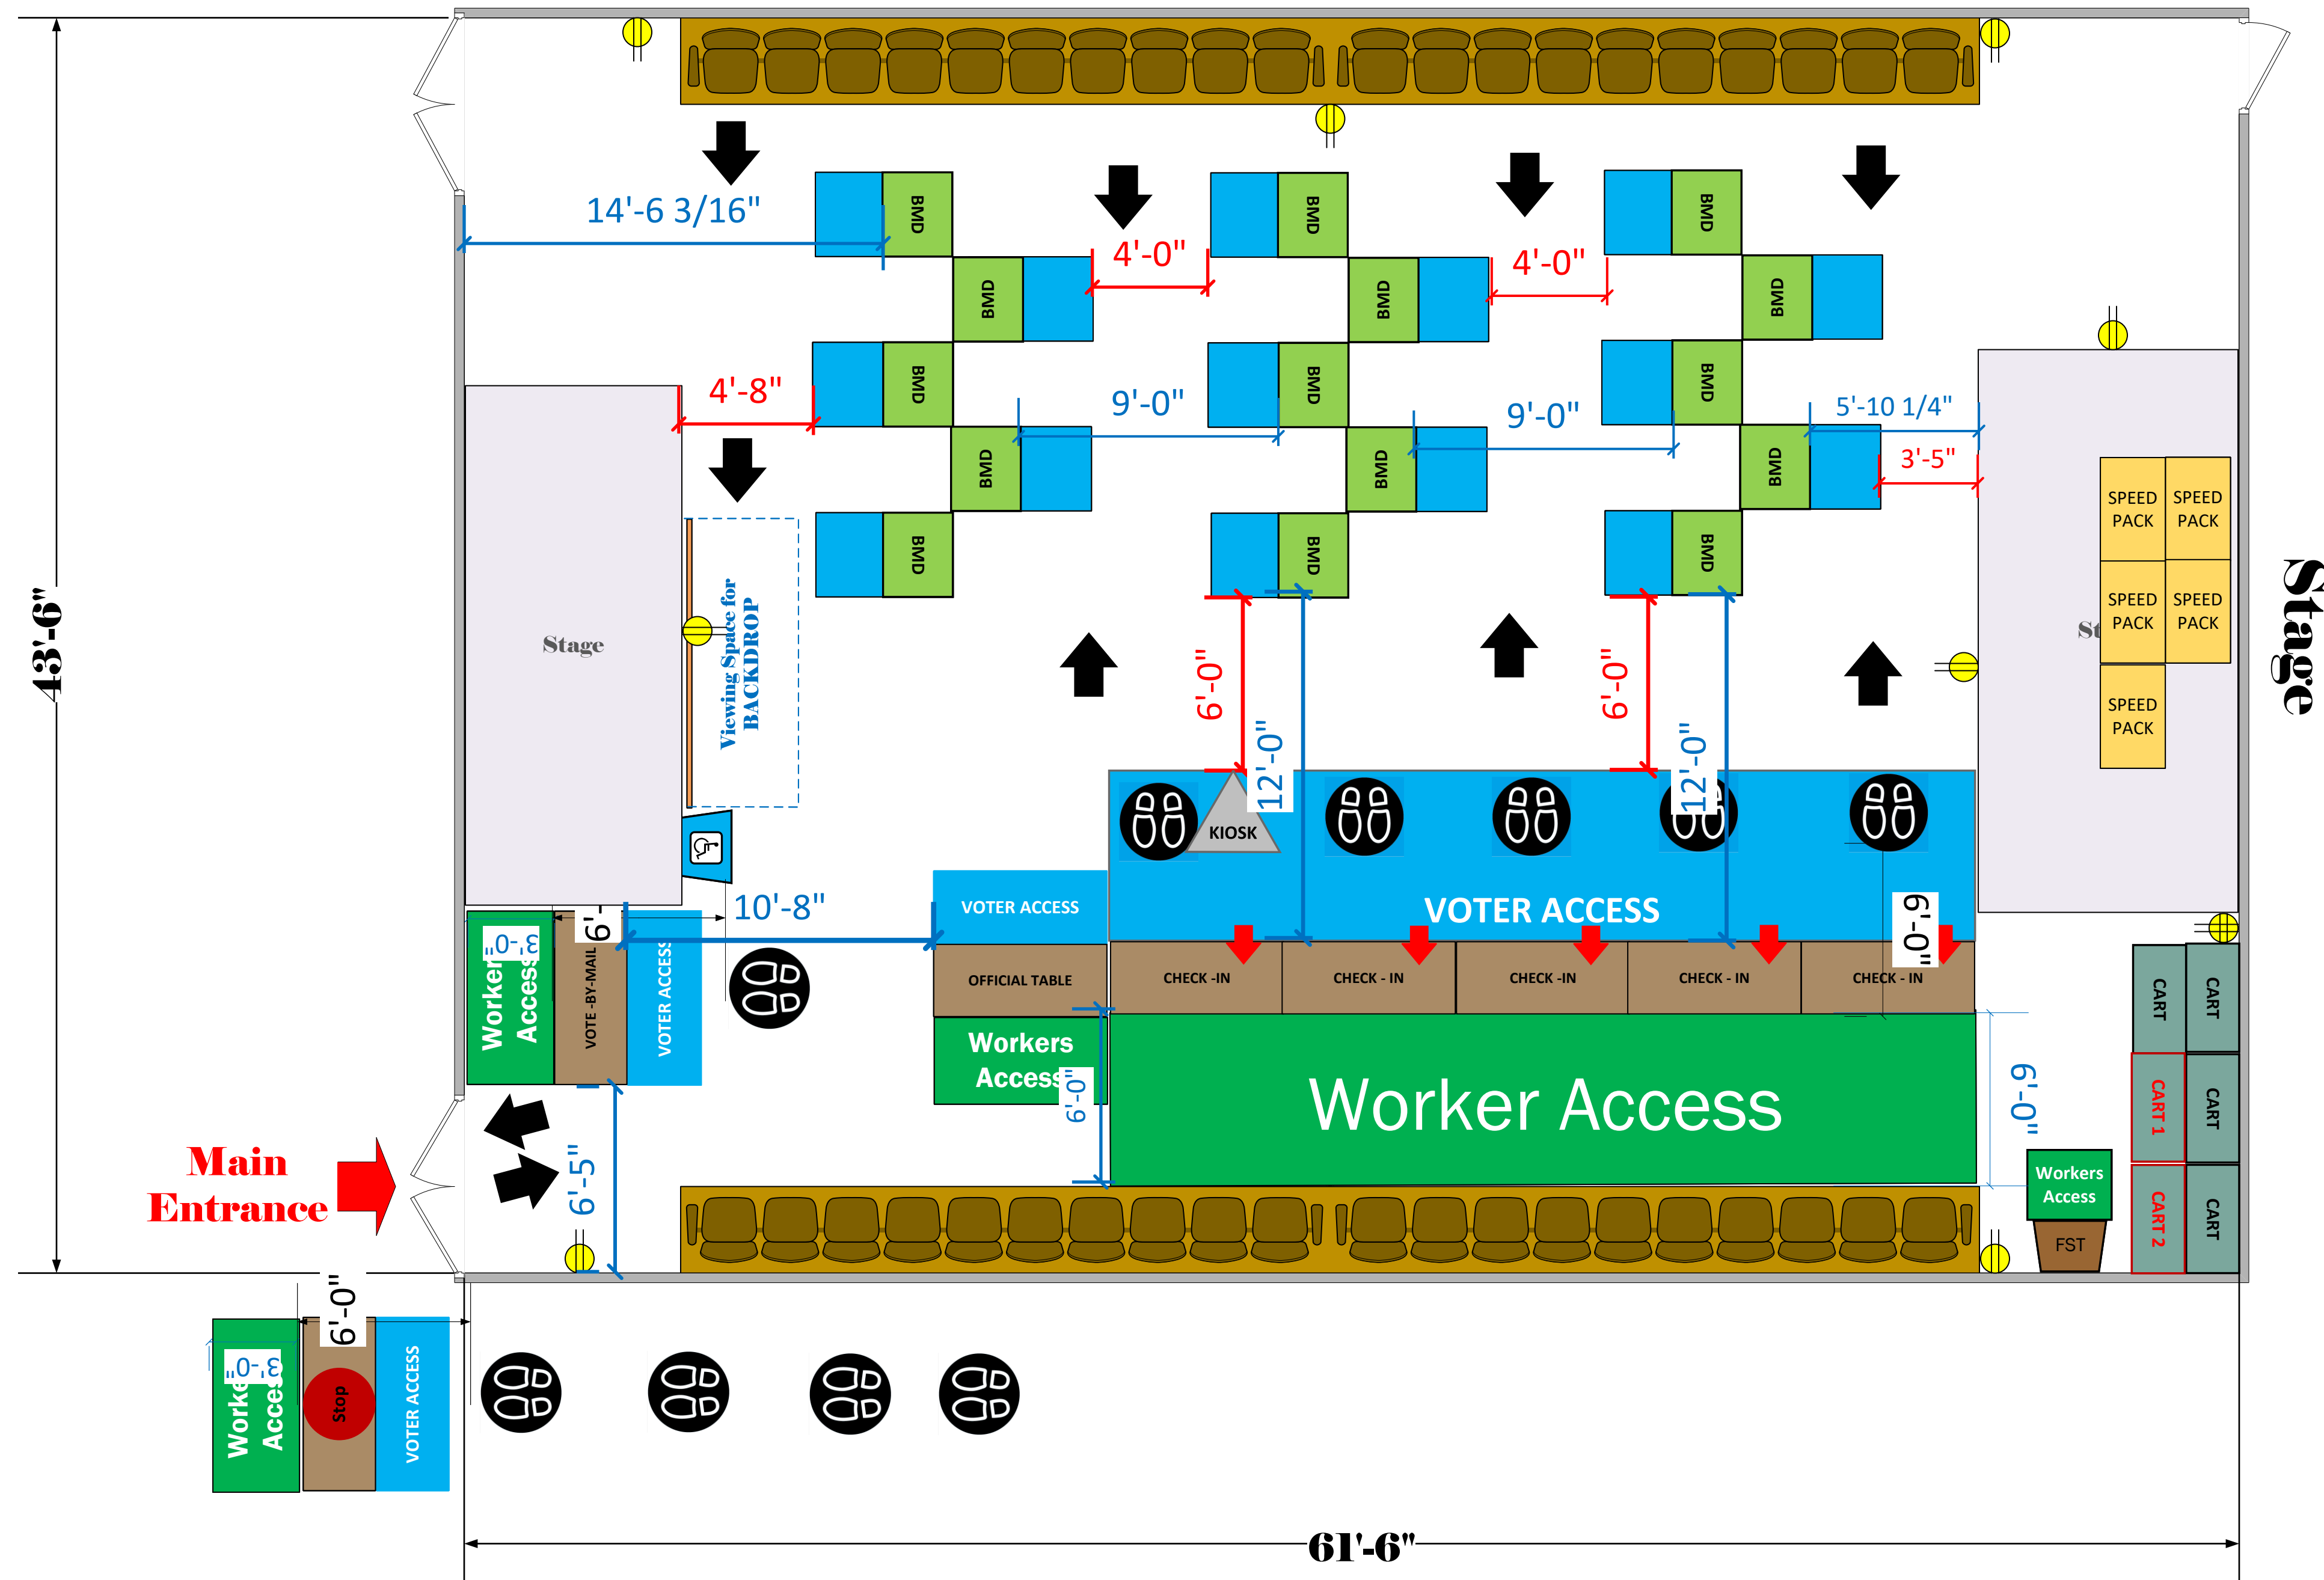 14'-6 3/16"
BMD
BMD
BMD
4'-0"
4'-0"
BMD
BMD
BMD
4'-8"
BMD
BMD
BMD
9'-0"
9'-0"
5'-10 1/4"
3'-5"
BMD
BMD
BMD
SPEED
PACK
SPEED
PACK
BMD
BMD
BMD
43'-6"
Stage
Viewing Space for
BACKDROP
6'-0"
6'-0"
SPEED
PACK
SPEED
PACK
Stage
SPEED
PACK
12'-0"
12'-0"
KIOSK
10'-8"
VOTER ACCESS
VOTER ACCESS
6'-0"
3'-0"
Worker
Access
VOTE -BY-MAIL
VOTER ACCESS
OFFICIAL TABLE
CHECK -IN
CHECK - IN
CHECK -IN
CHECK - IN
CHECK - IN
CART
CART
Workers
Access
6'-0"
Worker Access
6'-0"
CART 1
CART
Main
Entrance
6'-5"
Workers
Access
FST
CART 2
CART
6'-0"
3'-0"
Worke
Acces
Stop
VOTER ACCESS
61'-6"